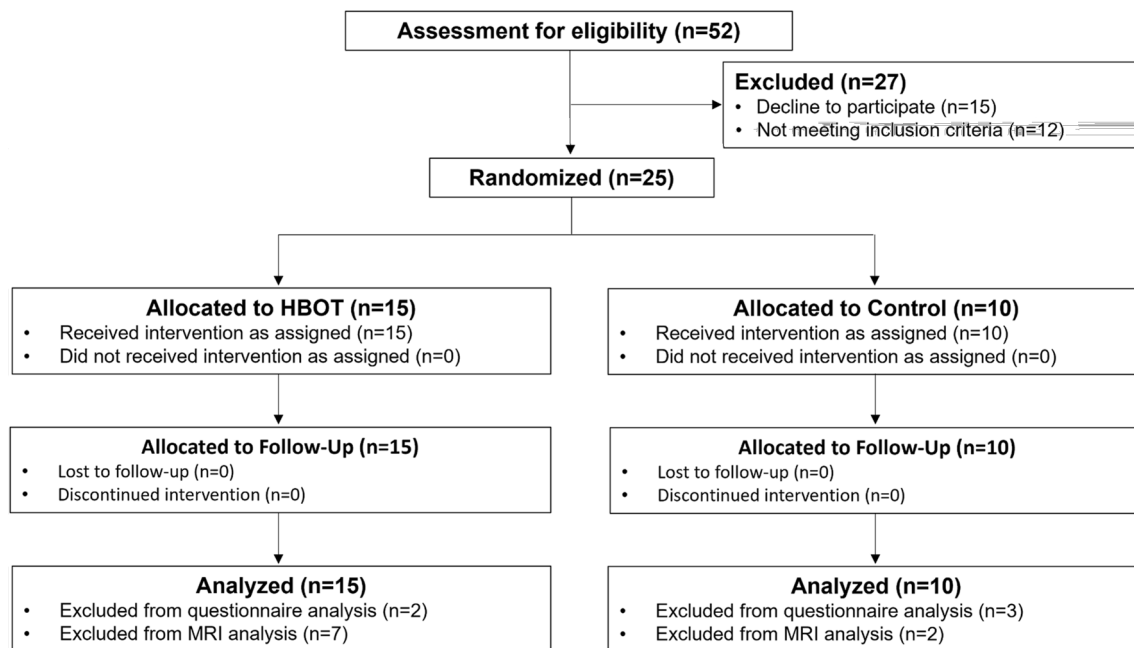 Assessment for eligibility (n=52)
Excluded (n=27)
• Decline to participate (n=15)
• Not meeting inclusion criteria (n=12)
Randomized (n=25)
Allocated to HBOT (n=15)
• Received intervention as assigned (n=15)
• Did not received intervention as assigned (n=0)
Allocated to Control (n=10)
• Received intervention as assigned (n=10)
• Did not received intervention as assigned (n=0)
Allocated to Follow-Up (n=15)
• Lost to follow-up (n=0)
• Discontinued intervention (n=0)
Allocated to Follow-Up (n=10)
• Lost to follow-up (n=0)
• Discontinued intervention (n=0)
Analyzed (n=15)
• Excluded from questionnaire analysis (n=2)
• Excluded from MRI analysis (n=7)
Analyzed (n=10)
• Excluded from questionnaire analysis (n=3)
• Excluded from MRI analysis (n=2)